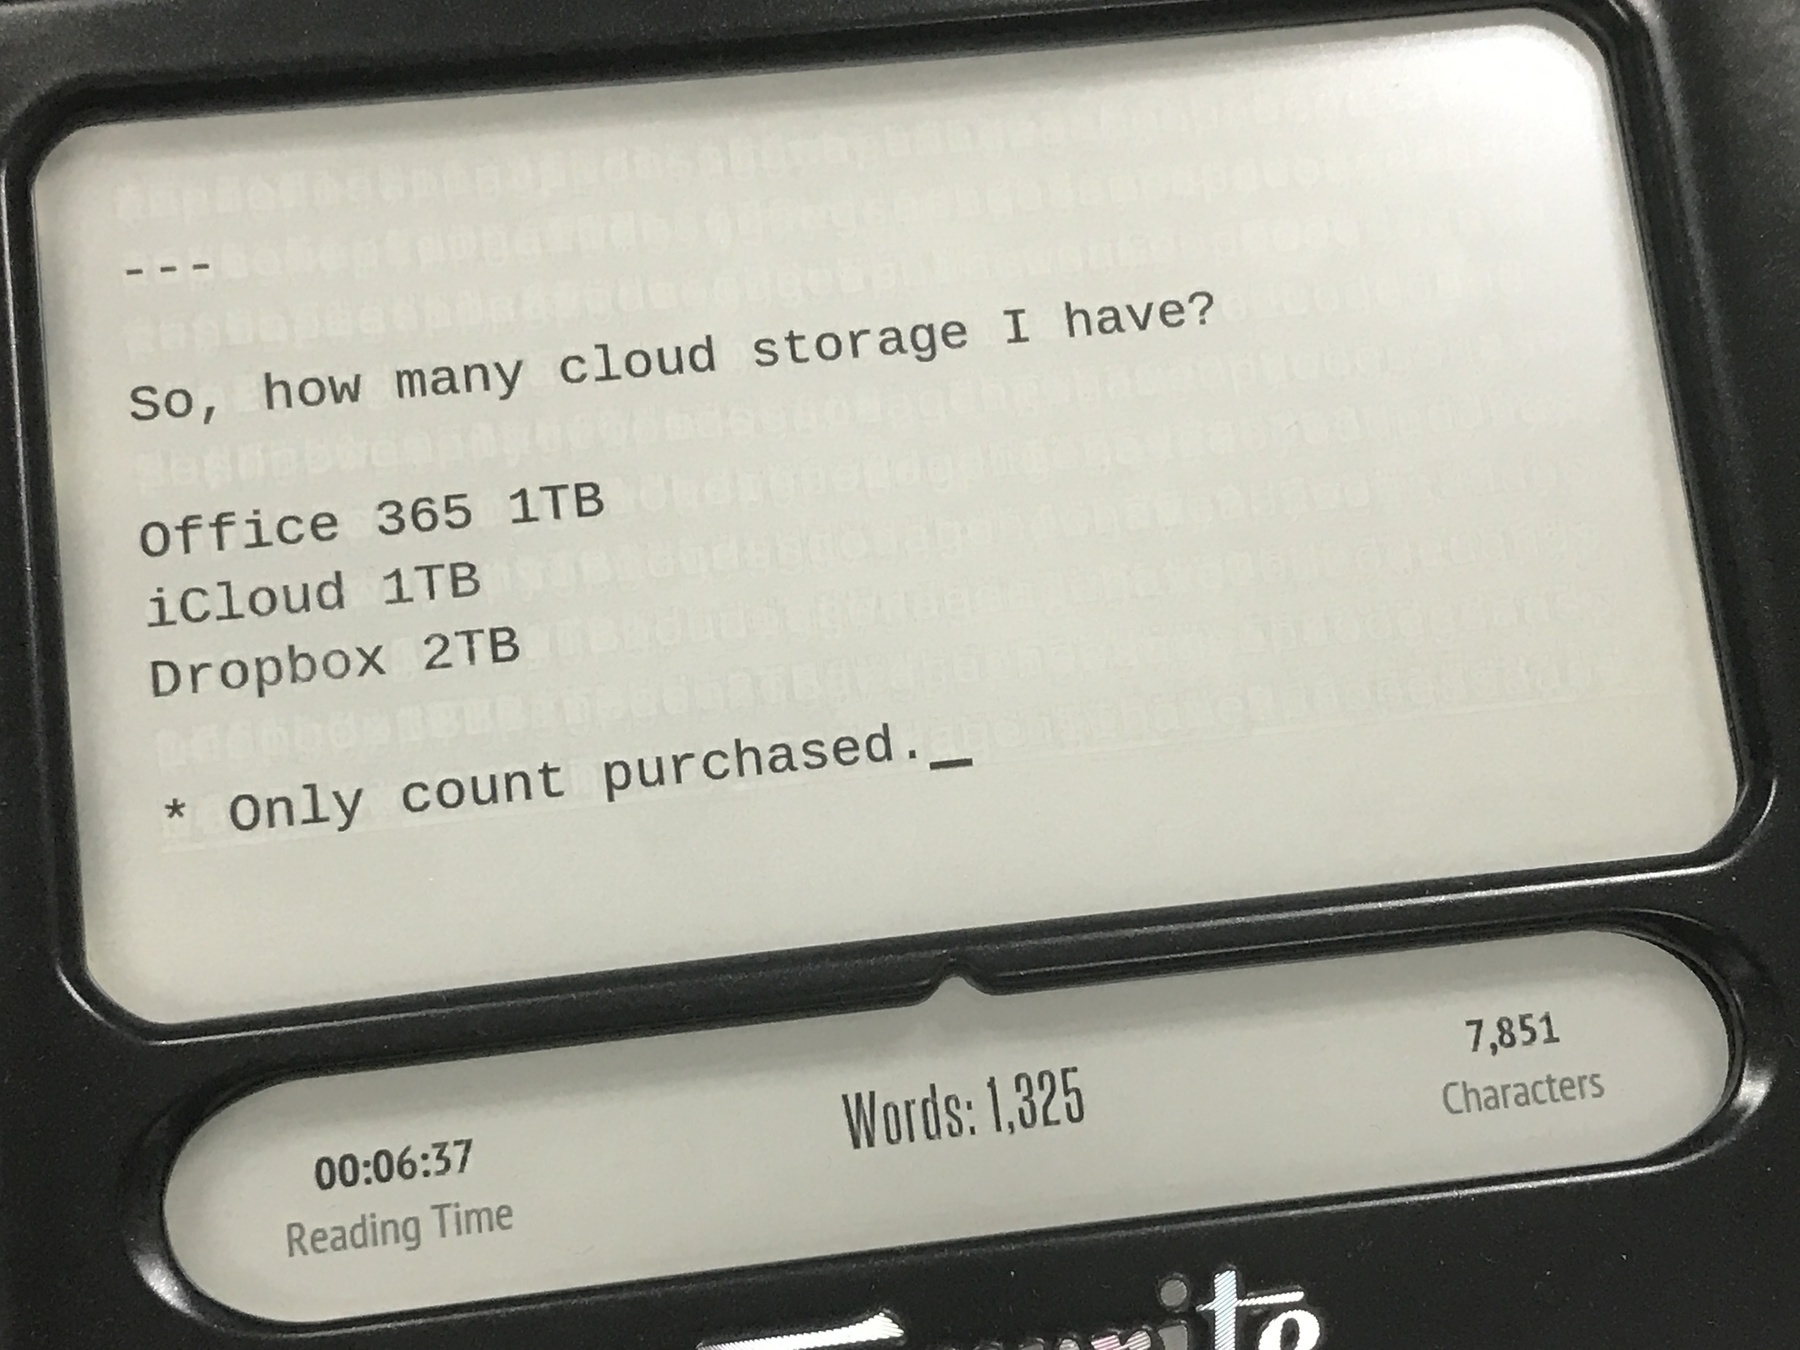 ---
So, how many cloud storage I have?
Office 365 1TB
iCloud 1TB
Dropbox 2TB
* Only count purchased._
00:06:37
Reading Time
Words: 1,325
7,851
Characters